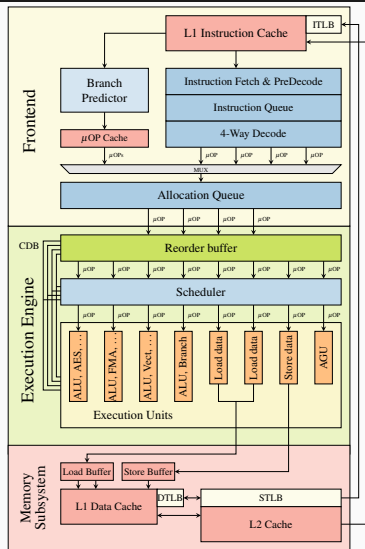 ITLB
L1 Instruction Cache
Frontend
Branch
Predictor
Instruction Fetch & PreDecode
Instruction Queue
μOP Cache
4-Way Decode
μOPs
μOP
μOP
μOP
μOP
MUX
Allocation Queue
μOP
μOP
μOP
μOP
Execution Engine
CDB
Reorder buffer
μOP
μOP
μOP
μOP
μOP
μOP
μOP
μOP
Scheduler
μOP
μOP
μOP
μOP
μOP
μOP
μOP
μOP
ALU, AES, ...
ALU, FMA, ...
ALU, Vect, ...
ALU, Branch
Load data
Load data
Store data
AGU
Execution Units
Memory
Subsystem
Load Buffer
Store Buffer
L1 Data Cache
DTLB
STLB
L2 Cache